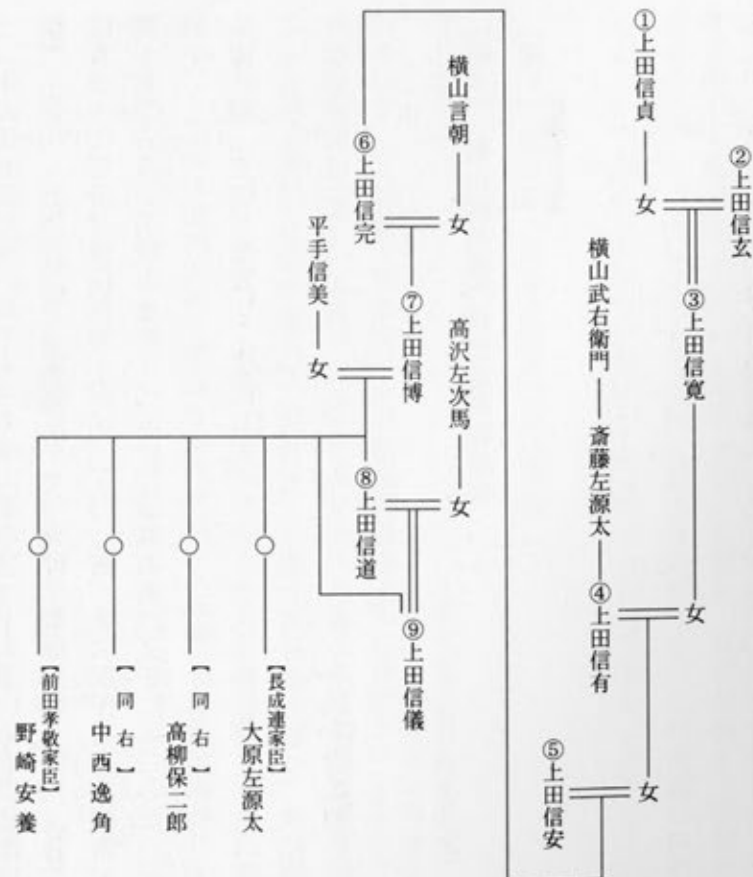 ②上田信玄
①上田信貞
女
③上田信寛
横山武右衛門
斎藤左源太
④上田信有
女
女
⑤上田信安
横山言朝
女
⑥上田信完
⑦上田信博
平手信美
女
高沢左次馬
女
⑧上田信道
⑨上田信儀
【長成連家臣】
大原左源太
【同右】
高柳保二郎
【同右】
中西逸角
【前田孝敬家臣】
野崎安養